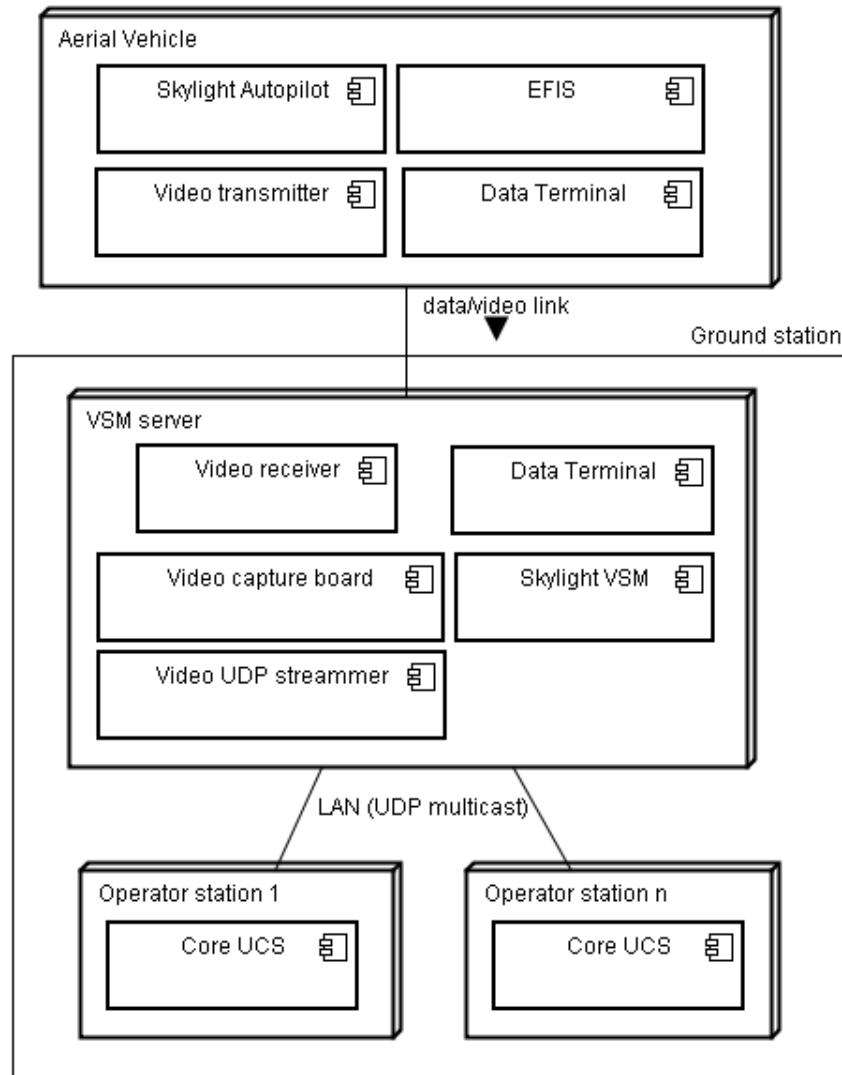 Aerial Vehicle
Skylight Autopilot
EFIS
Video transmitter
Data Terminal
data/video link
Ground station
VSM server
Video receiver
Data Terminal
Video capture board
Skylight VSM
Video UDP streammer
LAN (UDP multicast)
Operator station 1
Operator station n
Core UCS
Core UCS